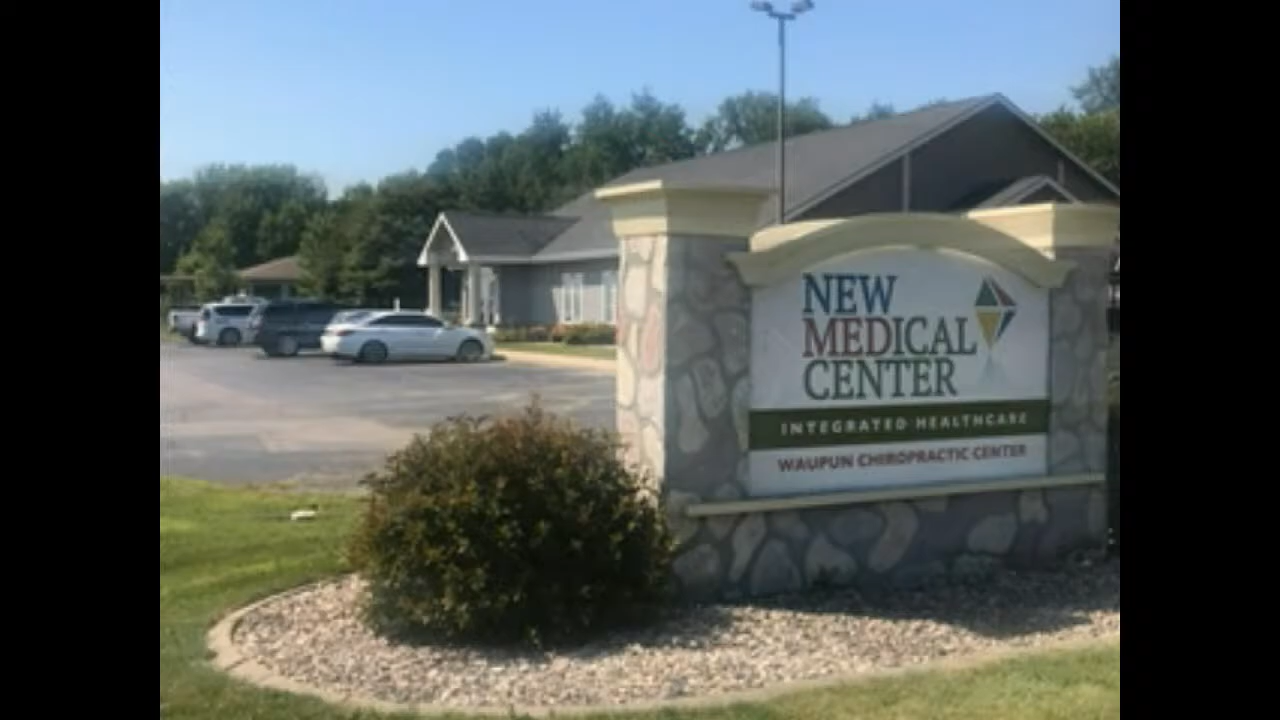 NEW
MEDICAL
CENTER
INTEGRATED HEALTHCARE
WAUPUN CHIROPRACTIC CENTER